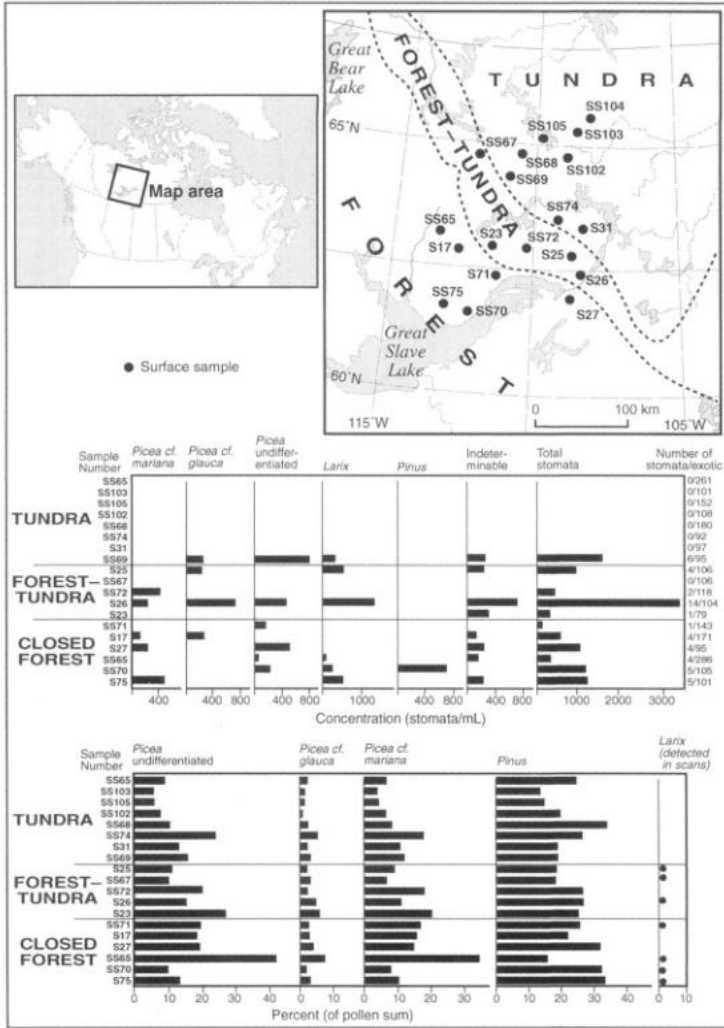 Great
Bear
Lake
65°N
FOREST-TUNDRA
TUNDRA
SS104
SS105
SS103
SS67
SS68
SS102
SS69
SS74
SS65
S23
SS72
S31
S17
S25
S71
S26
SS75
S27
SS70
FOREST
Great
Slave
Lake
60°N
0 100 km
115°W 105°W
Map area
● Surface sample
Sample
Number
Picea cf.
mariana
Picea cf.
glauca
Picea
undiffer-
entiated
Larix
Pinus
Indeter-
minable
Total
stomata
Number of
stomata/exotic
TUNDRA
SS65 0/261
SS103 0/101
SS105 0/152
SS102 0/108
SS68 0/180
SS74 0/92
S31 0/97
SS69 6/95
FOREST–
TUNDRA
S25 4/106
SS67 0/106
SS72 2/116
S26 14/104
S23 1/79
CLOSED
FOREST
SS71 1/143
S17 4/171
S27 4/95
SS65 4/286
SS70 5/105
S75 5/101
400 400 0 400 800 1000 0 400 800 400 0 1000 2000 3000
Concentration (stomata/mL)
Sample
Number
Picea
undifferentiated
Picea cf.
glauca
Picea cf.
mariana
Pinus
Larix
(detected
in scans)
TUNDRA
SS65
SS103
SS105
SS102
SS68
SS74
S31
SS69
FOREST–
TUNDRA
S25
SS67
SS72
S26
S23
CLOSED
FOREST
SS71
S17
S27
SS65
SS70
S75
0 10 20 30 40 0 10 0 10 20 30 0 10 20 30 40 0
Percent (of pollen sum)